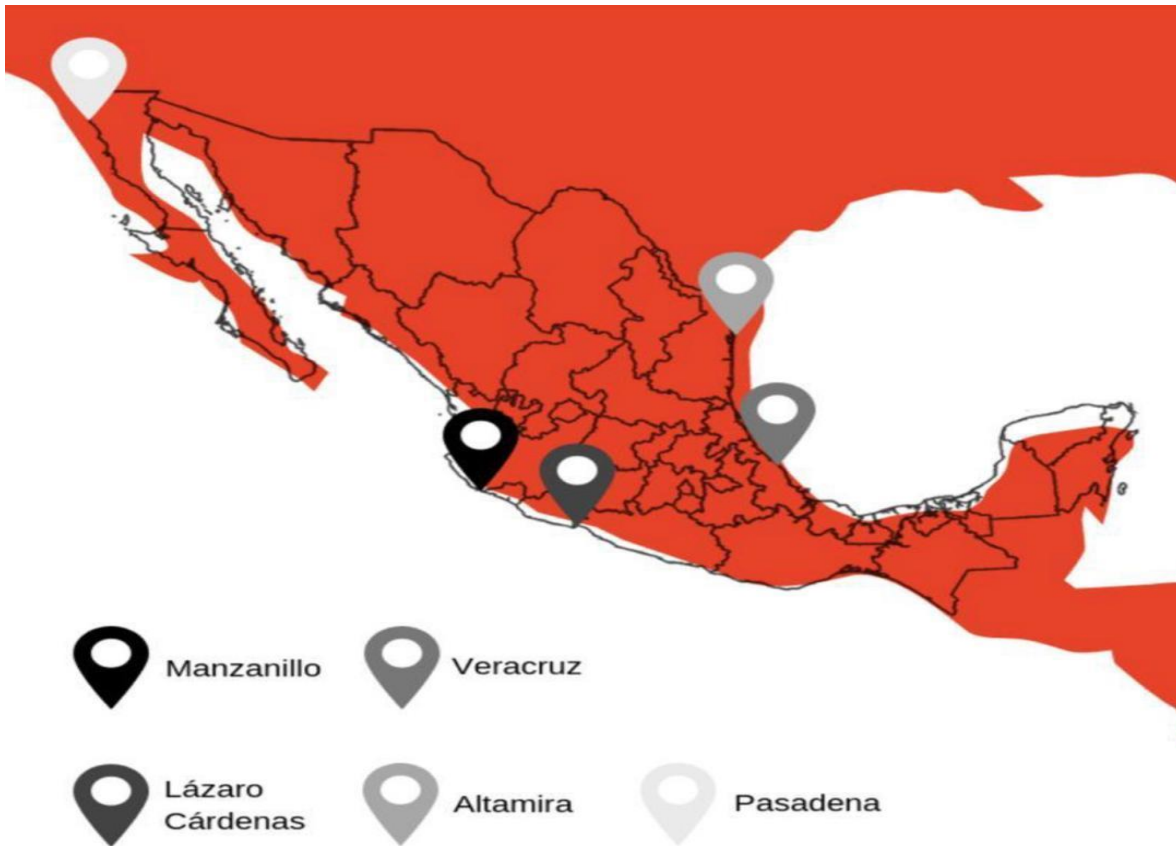 Manzanillo
Veracruz
Lázaro
Cárdenas
Altamira
Pasadena